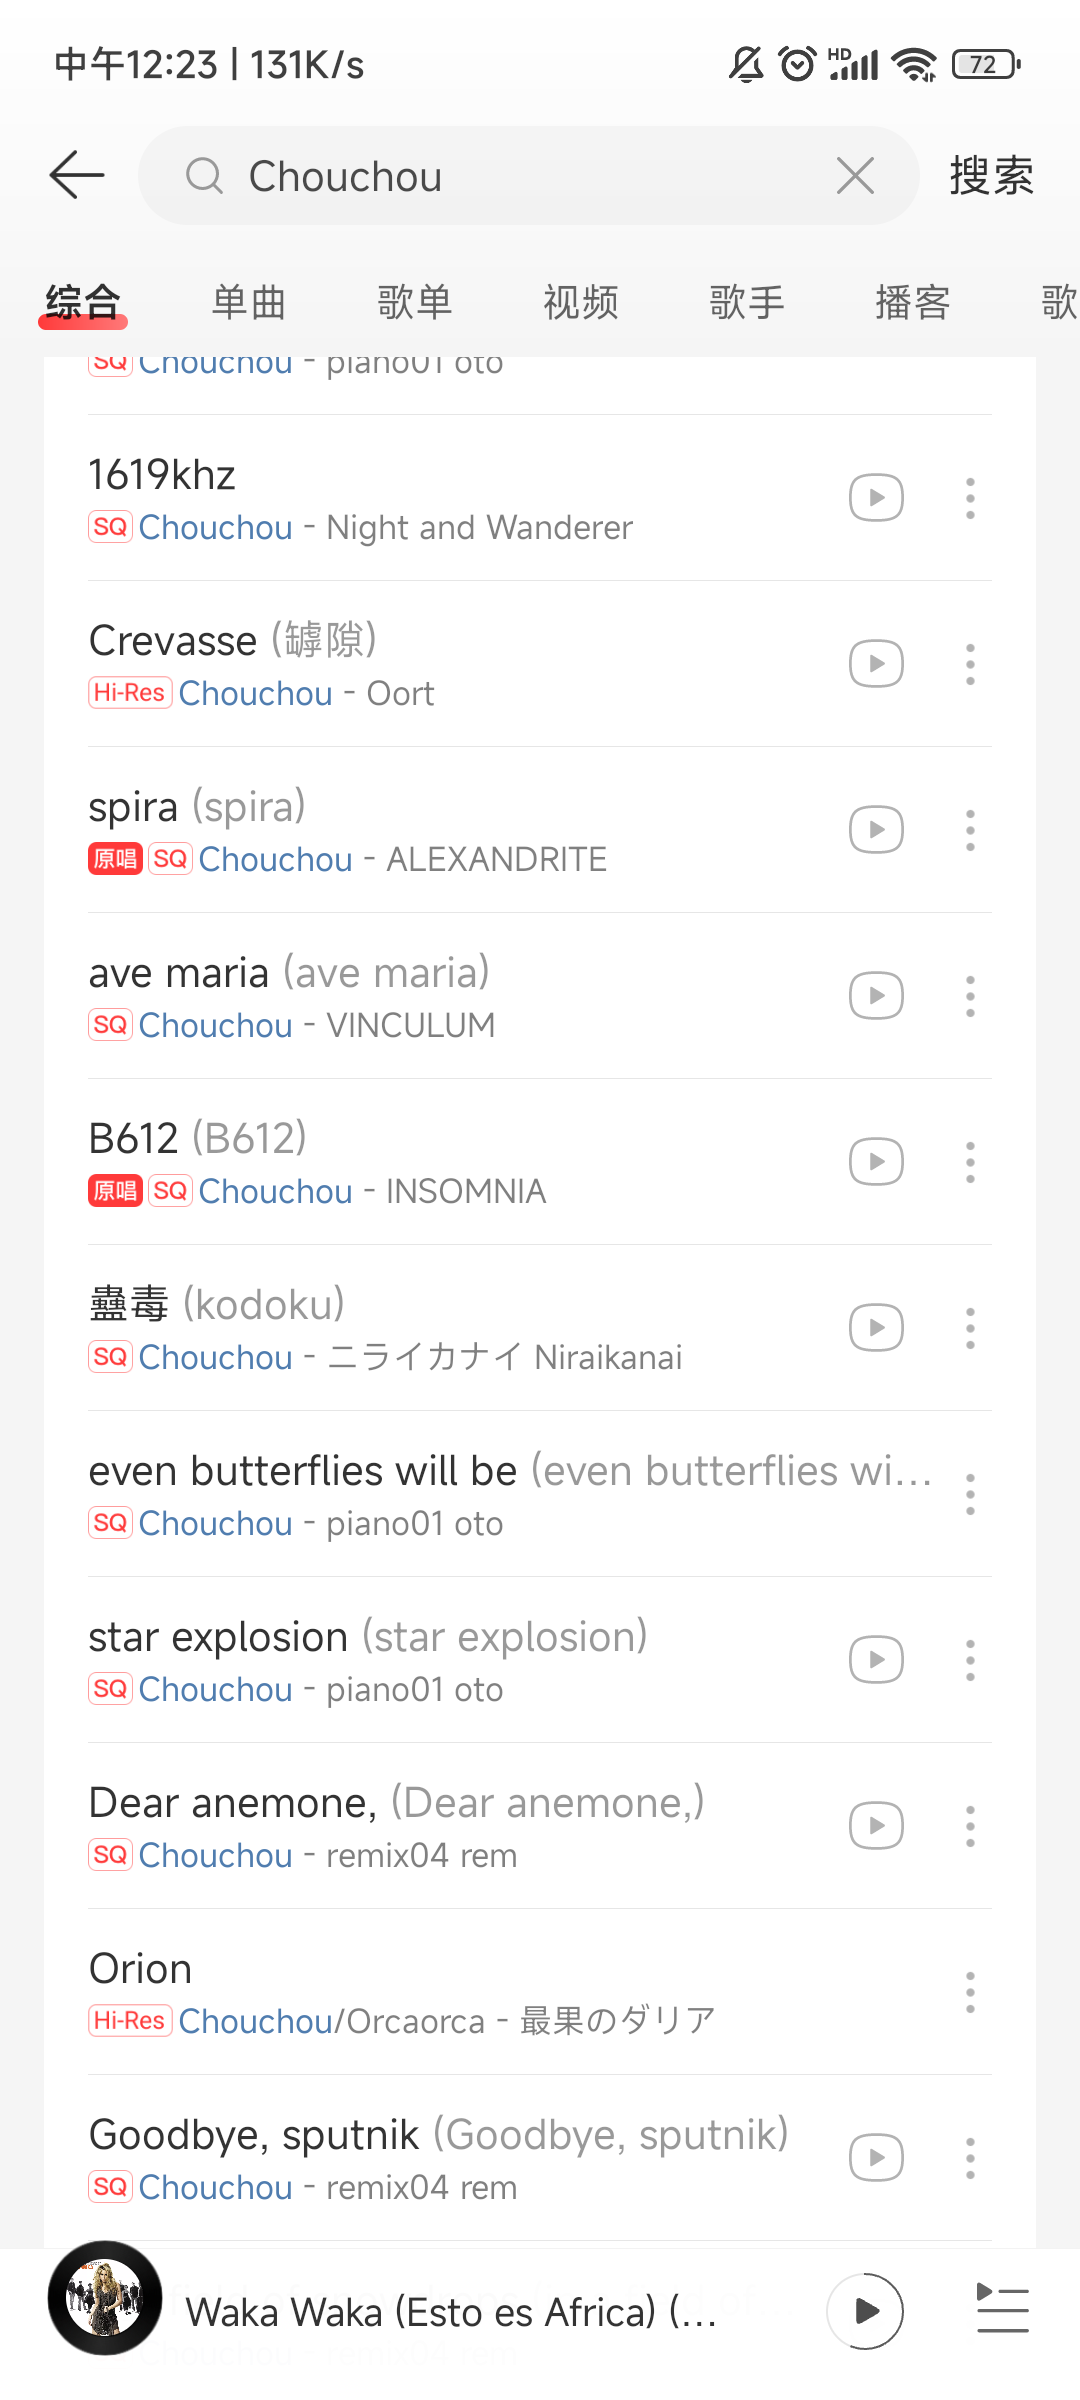 中午12:23 | 131K/s
HD
72
Chouchou
搜索
综合 单曲 歌单 视频 歌手 播客 歌
SQ Chouchou - piano01 oto
1619khz
SQ Chouchou - Night and Wanderer
Crevasse (罅隙)
Hi-Res Chouchou - Oort
spira (spira)
原唱 SQ Chouchou - ALEXANDRITE
ave maria (ave maria)
SQ Chouchou - VINCULUM
B612 (B612)
原唱 SQ Chouchou - INSOMNIA
蠱毒 (kodoku)
SQ Chouchou - ニライカナイ Niraikanai
even butterflies will be (even butterflies wi...
SQ Chouchou - piano01 oto
star explosion (star explosion)
SQ Chouchou - piano01 oto
Dear anemone, (Dear anemone,)
SQ Chouchou - remix04 rem
Orion
Hi-Res Chouchou/Orcaorca - 最果のダリア
Goodbye, sputnik (Goodbye, sputnik)
SQ Chouchou - remix04 rem
Waka Waka (Esto es Africa) (...